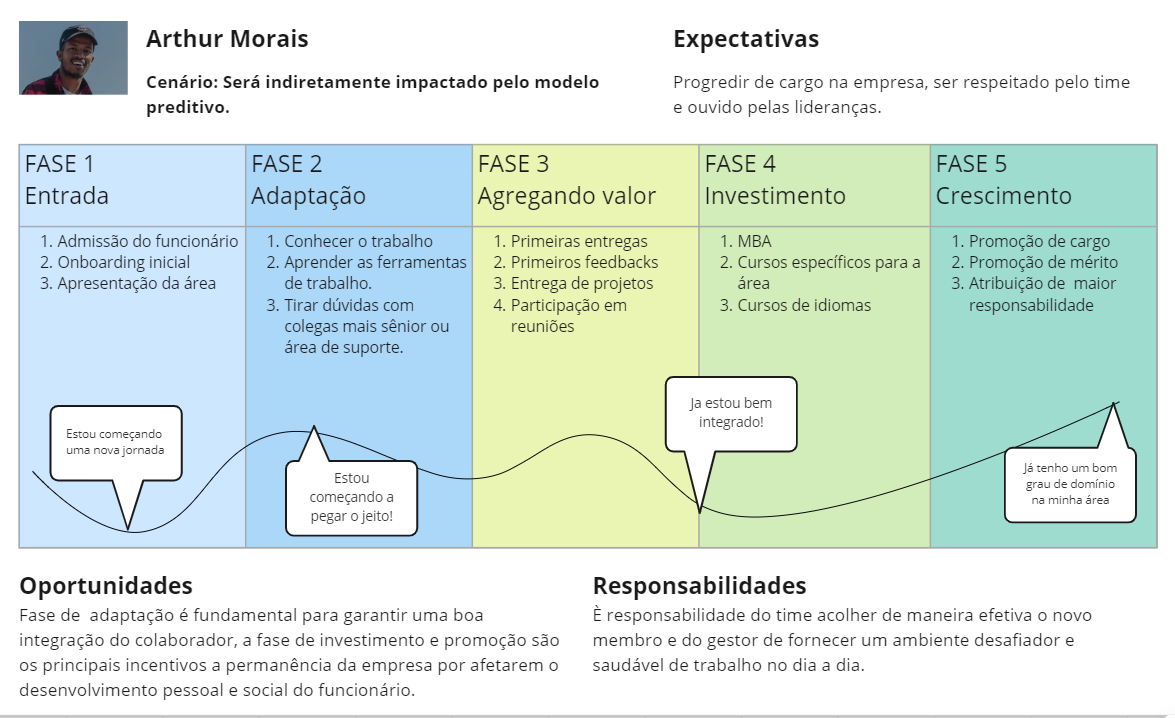 Arthur Morais
Cenário: Será indiretamente impactado pelo modelo
preditivo.
Expectativas
Progredir de cargo na empresa, ser respeitado pelo time
e ouvido pelas lideranças.
FASE 1
Entrada
1. Admissão do funcionário
2. Onboarding inicial
3. Apresentação da área
Estou começando
uma nova jornada
FASE 2
Adaptação
1. Conhecer o trabalho
2. Aprender as ferramentas
de trabalho.
3. Tirar dúvidas com
colegas mais sênior ou
área de suporte.
Estou
começando a
pegar o jeito!
FASE 3
Agregando valor
1. Primeiras entregas
2. Primeiros feedbacks
3. Entrega de projetos
4. Participação em
reuniões
Ja estou bem
integrado!
FASE 4
Investimento
1. MBA
2. Cursos específicos para a
área
3. Cursos de idiomas
FASE 5
Crescimento
1. Promoção de cargo
2. Promoção de mérito
3. Atribuição de  maior
responsabilidade
Já tenho um bom
grau de domínio
na minha área
Oportunidades
Fase de  adaptação é fundamental para garantir uma boa
integração do colaborador, a fase de investimento e promoção são
os principais incentivos a permanência da empresa por afetarem o
desenvolvimento pessoal e social do funcionário.
Responsabilidades
È responsabilidade do time acolher de maneira efetiva o novo
membro e do gestor de fornecer um ambiente desafiador e
saudável de trabalho no dia a dia.